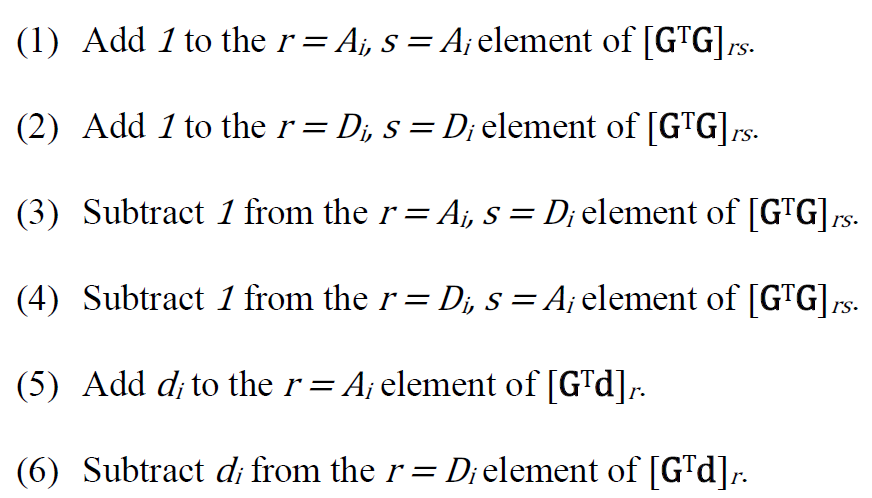 (1) Add 1 to the r = Aᵢ, s = Aᵢ element of [GᵀG]ᵣₛ.
(2) Add 1 to the r = Dᵢ, s = Dᵢ element of [GᵀG]ᵣₛ.
(3) Subtract 1 from the r = Aᵢ, s = Dᵢ element of [GᵀG]ᵣₛ.
(4) Subtract 1 from the r = Dᵢ, s = Aᵢ element of [GᵀG]ᵣₛ.
(5) Add dᵢ to the r = Aᵢ element of [Gᵀd]ᵣ.
(6) Subtract dᵢ from the r = Dᵢ element of [Gᵀd]ᵣ.